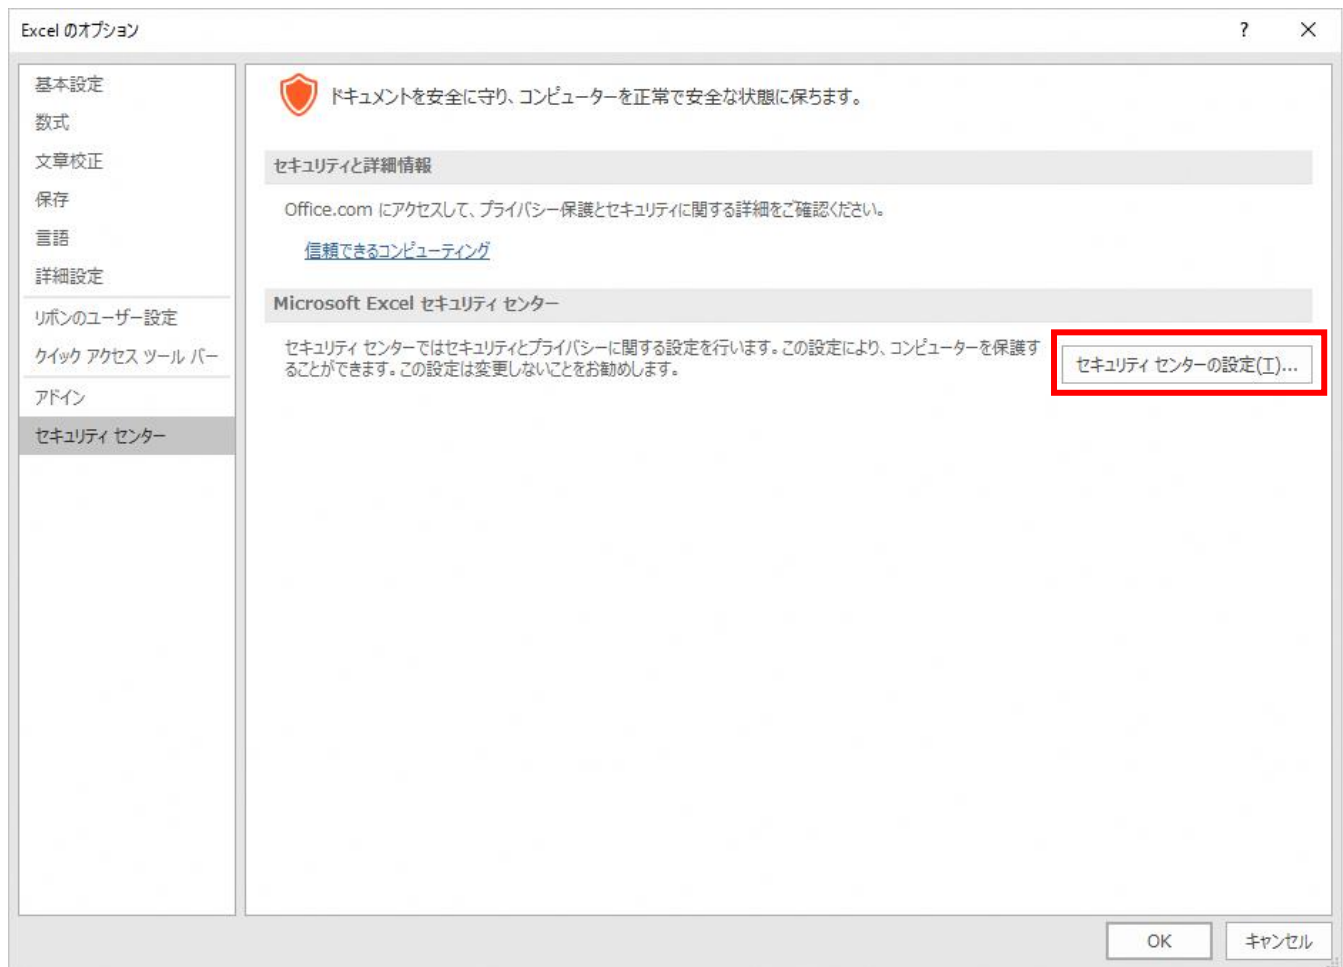 Excel のオプション
?
基本設定
数式
文章校正
保存
言語
詳細設定
リボンのユーザー設定
クイック アクセス ツール バー
アドイン
セキュリティ センター
ドキュメントを安全に守り、コンピューターを正常で安全な状態に保ちます。
セキュリティと詳細情報
Office.com にアクセスして、プライバシー保護とセキュリティに関する詳細をご確認ください。
信頼できるコンピューティング
Microsoft Excel セキュリティ センター
セキュリティ センターではセキュリティとプライバシーに関する設定を行います。この設定により、コンピューターを保護す
ることができます。この設定は変更しないことをお勧めします。
セキュリティ センターの設定(T)...
OK
キャンセル